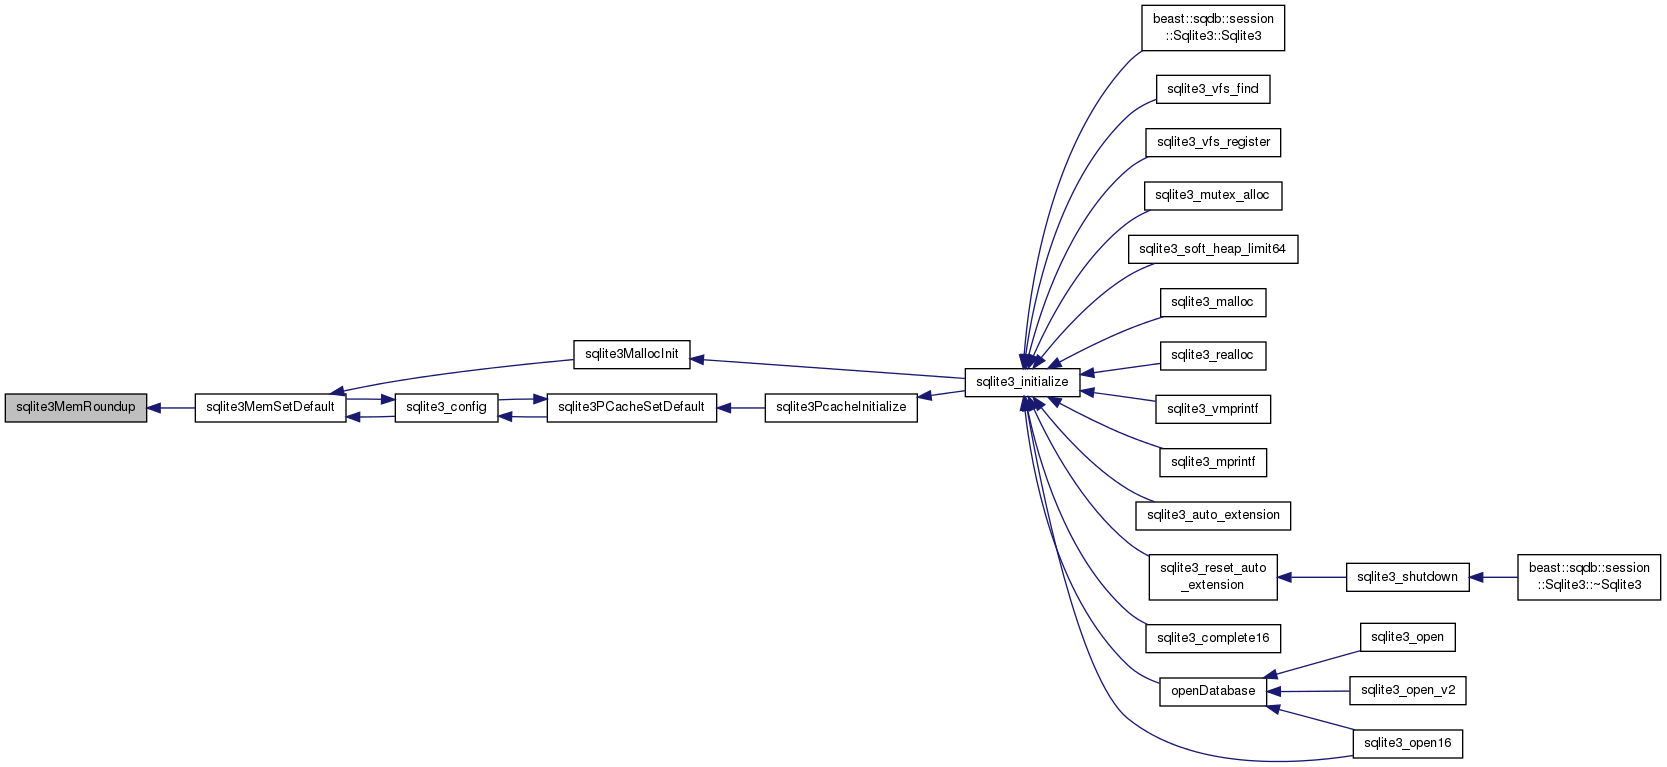 beast::sqdb::session
::Sqlite3::Sqlite3
sqlite3_vfs_find
sqlite3_vfs_register
sqlite3_mutex_alloc
sqlite3_soft_heap_limit64
sqlite3_malloc
sqlite3MallocInit
sqlite3_realloc
sqlite3_initialize
sqlite3MemRoundup
sqlite3MemSetDefault
sqlite3_config
sqlite3PCacheSetDefault
sqlite3PcacheInitialize
sqlite3_vmprintf
sqlite3_mprintf
sqlite3_auto_extension
sqlite3_reset_auto
_extension
sqlite3_shutdown
beast::sqdb::session
::Sqlite3::~Sqlite3
sqlite3_complete16
sqlite3_open
openDatabase
sqlite3_open_v2
sqlite3_open16